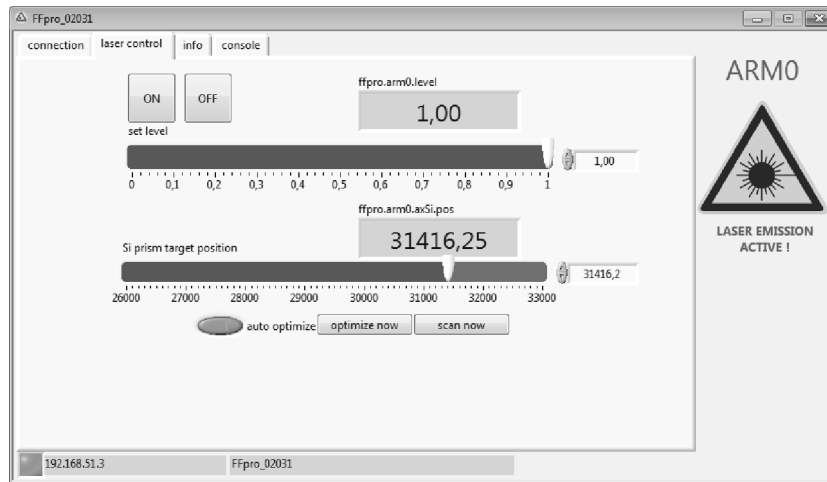 FFpro_02031
connection laser control info console
ARM0
ON OFF
ffpro.arm0.level
1,00
set level
1,00
0 0,1 0,2 0,3 0,4 0,5 0,6 0,7 0,8 0,9 1
ffpro.arm0.axSi.pos
31416,25
LASER EMISSION
ACTIVE !
Si prism target position
31416,2
26000 27000 28000 29000 30000 31000 32000 33000
auto optimize optimize now scan now
192.168.51.3 FFpro_02031